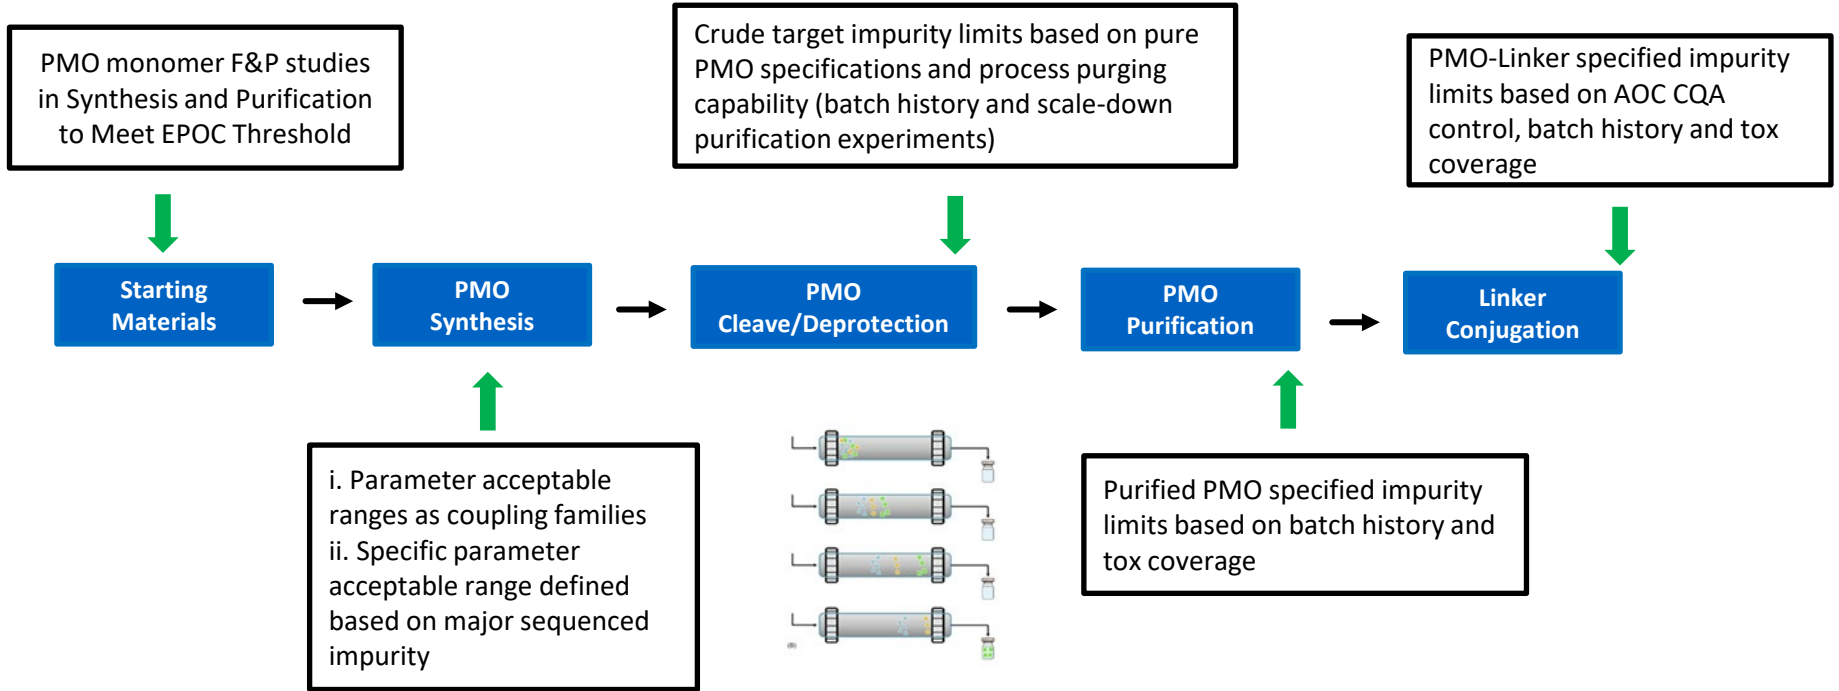 PMO monomer F&P studies
in Synthesis and Purification
to Meet EPOC Threshold
Crude target impurity limits based on pure
PMO specifications and process purging
capability (batch history and scale-down
purification experiments)
PMO-Linker specified impurity
limits based on AOC CQA
control, batch history and tox
coverage
Starting
Materials
PMO
Synthesis
PMO
Cleave/Deprotection
PMO
Purification
Linker
Conjugation
i. Parameter acceptable
ranges as coupling families
ii. Specific parameter
acceptable range defined
based on major sequenced
impurity
Purified PMO specified impurity
limits based on batch history and
tox coverage